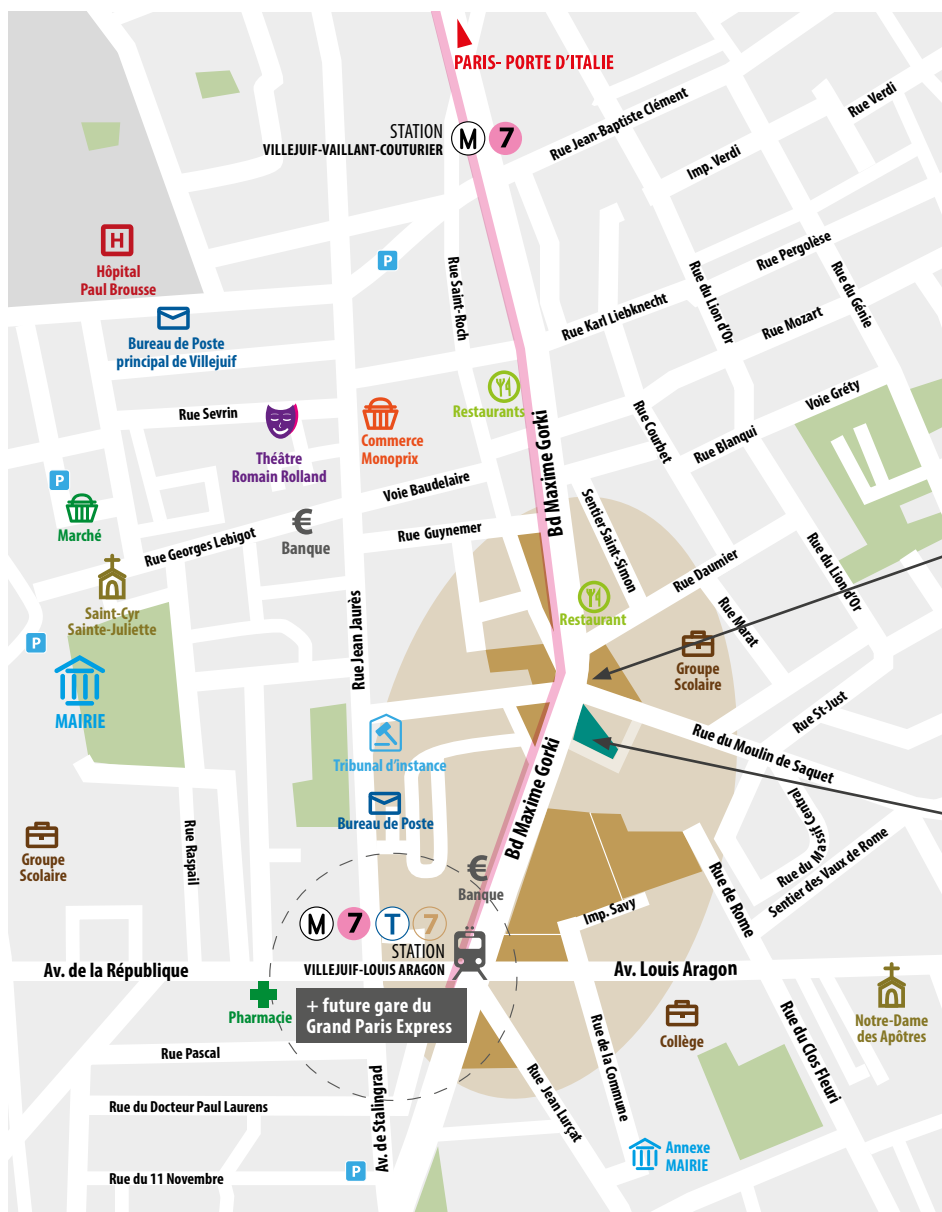 PARIS- PORTE D'ITALIE
STATION
VILLEJUIF-VAILLANT-COUTURIER
M 7
Rue Jean-Baptiste Clément
Rue Verdi
Imp. Verdi
H
Hôpital
Paul Brousse
P
Rue Saint-Roch
Rue Pergolèse
Rue du Lion d'Or
Rue du Génie
Rue Karl Liebknecht
Rue Mozart
Bureau de Poste
principal de Villejuif
Restaurants
Voie Gréty
Rue Sevrin
Théâtre
Romain Rolland
Commerce
Monoprix
Bd Maxime Gorki
Rue Courbet
Rue Blanqui
Voie Baudelaire
P
Marché
Rue Georges Lebigot
€
Banque
Rue Guynemer
Sentier Saint-Simon
Rue Daumier
Rue du Lion d'Or
Saint-Cyr
Sainte-Juliette
Rue Jean Jaurès
Restaurant
Rue Marat
P
MAIRIE
Groupe
Scolaire
Rue St-Just
Tribunal d'instance
Rue du Moulin de Saquet
Bd Maxime Gorki
Bureau de Poste
Groupe
Scolaire
Rue Raspail
Rue du Massif Central
Sentier des Vaux de Rome
€
Banque
Rue de Rome
Imp. Savy
M 7 T 7
STATION
VILLEJUIF-LOUIS ARAGON
Av. de la République
Av. Louis Aragon
+ future gare du
Grand Paris Express
Pharmacie
Collège
Notre-Dame
des Apôtres
Rue Pascal
Rue de la Commune
Rue du Clos Fleuri
Rue du Docteur Paul Laurens
Av. de Stalingrad
Rue Jean Lurçat
Annexe
MAIRIE
P
Rue du 11 Novembre